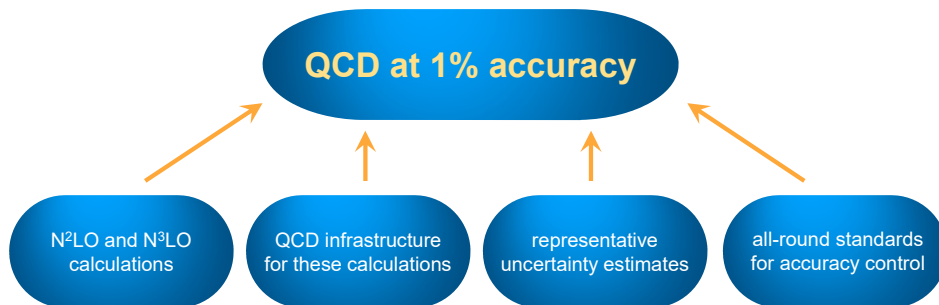 QCD at 1% accuracy
N²LO and N³LO
calculations
QCD infrastructure
for these calculations
representative
uncertainty estimates
all-round standards
for accuracy control